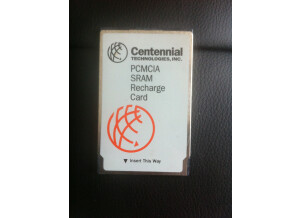 Centennial
TECHNOLOGIES, INC.
PCMCIA
SRAM
Recharge
Card
▼ Insert This Way